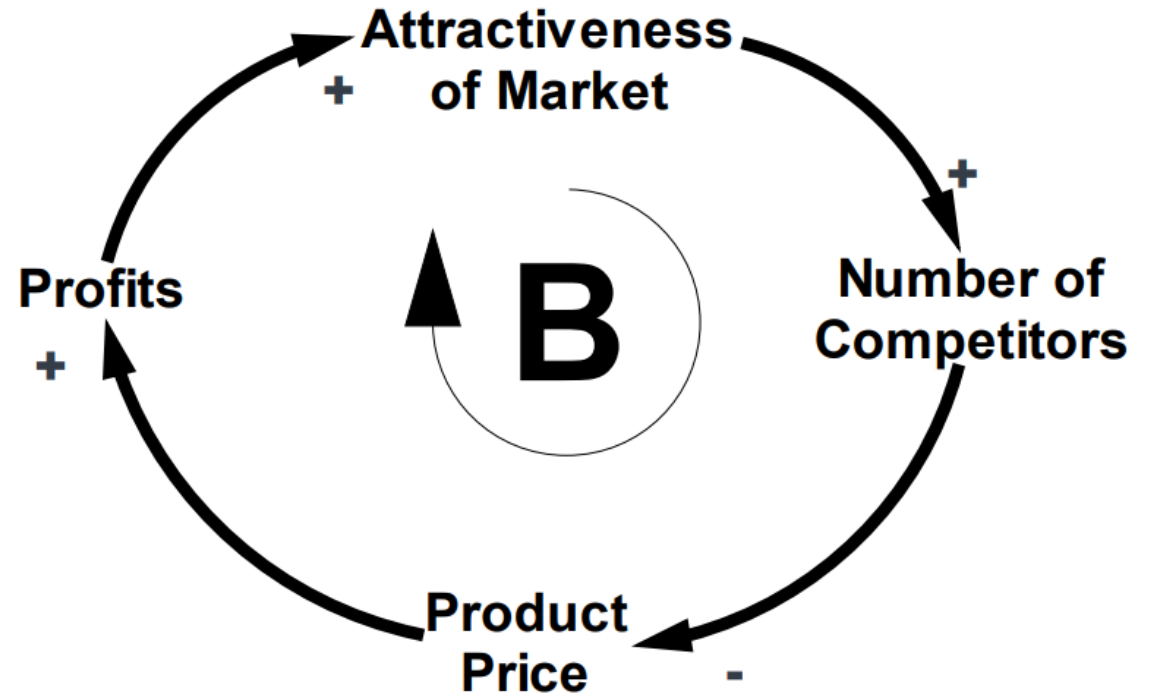 Attractiveness
of Market
+
+
Number of
Competitors
B
Profits
+
Product
Price
-